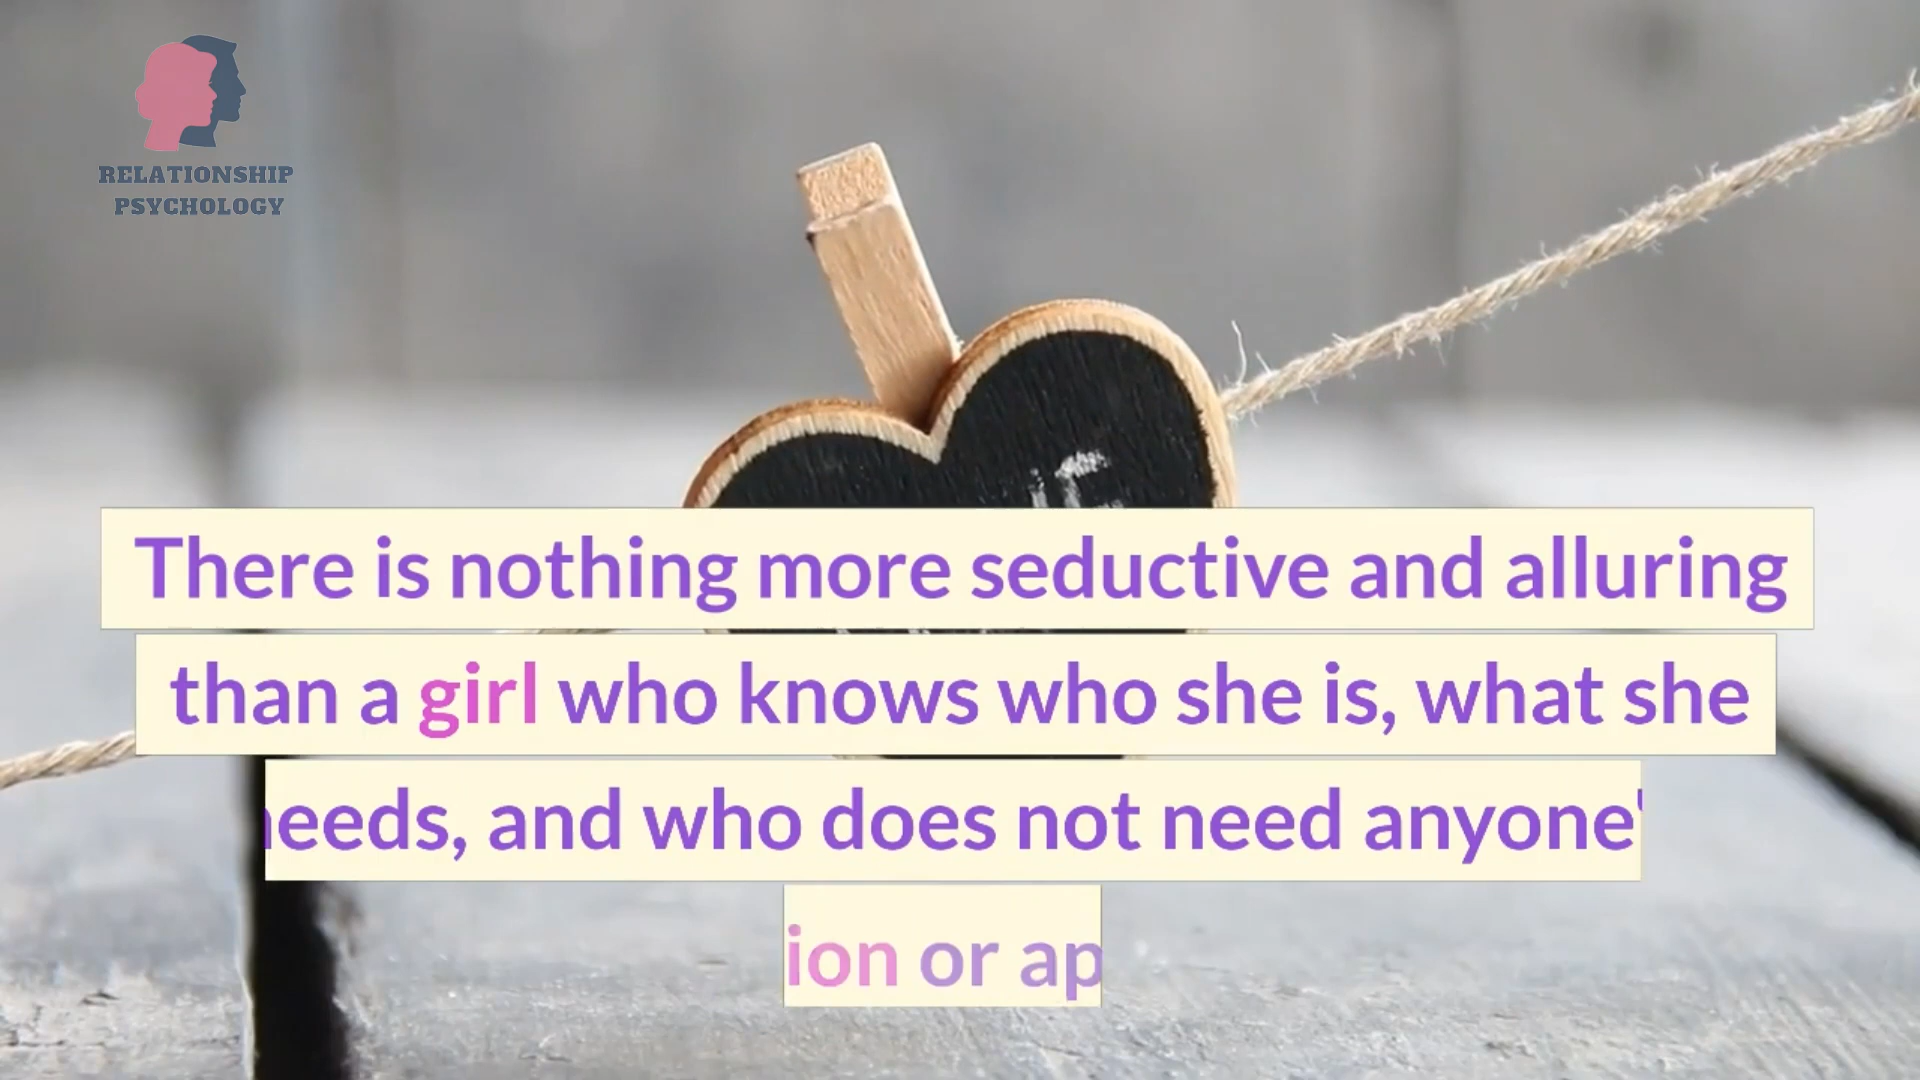 RELATIONSHIP
PSYCHOLOGY
There is nothing more seductive and alluring
than a girl who knows who she is, what she
needs, and who does not need anyone'
ion or ap